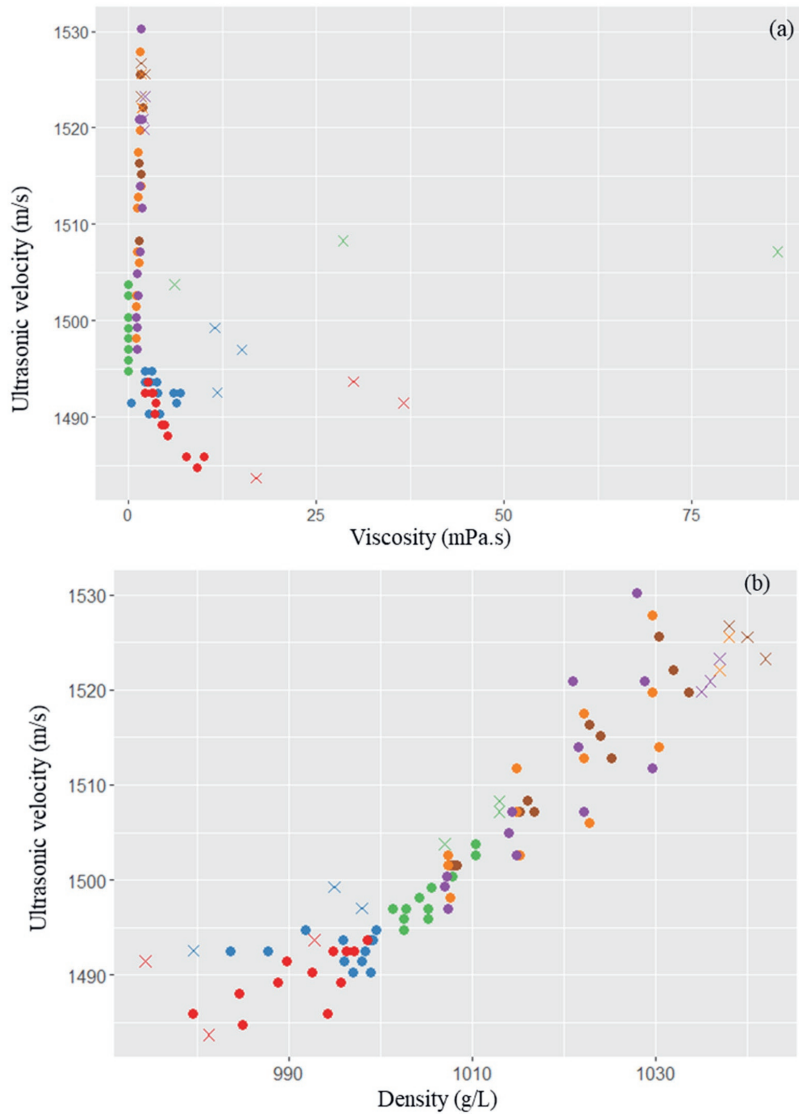 (a)
1530
1520
1510
1500
1490
Ultrasonic velocity (m/s)
0
25
50
75
Viscosity (mPa.s)
(b)
1530
1520
1510
1500
1490
Ultrasonic velocity (m/s)
990
1010
1030
Density (g/L)